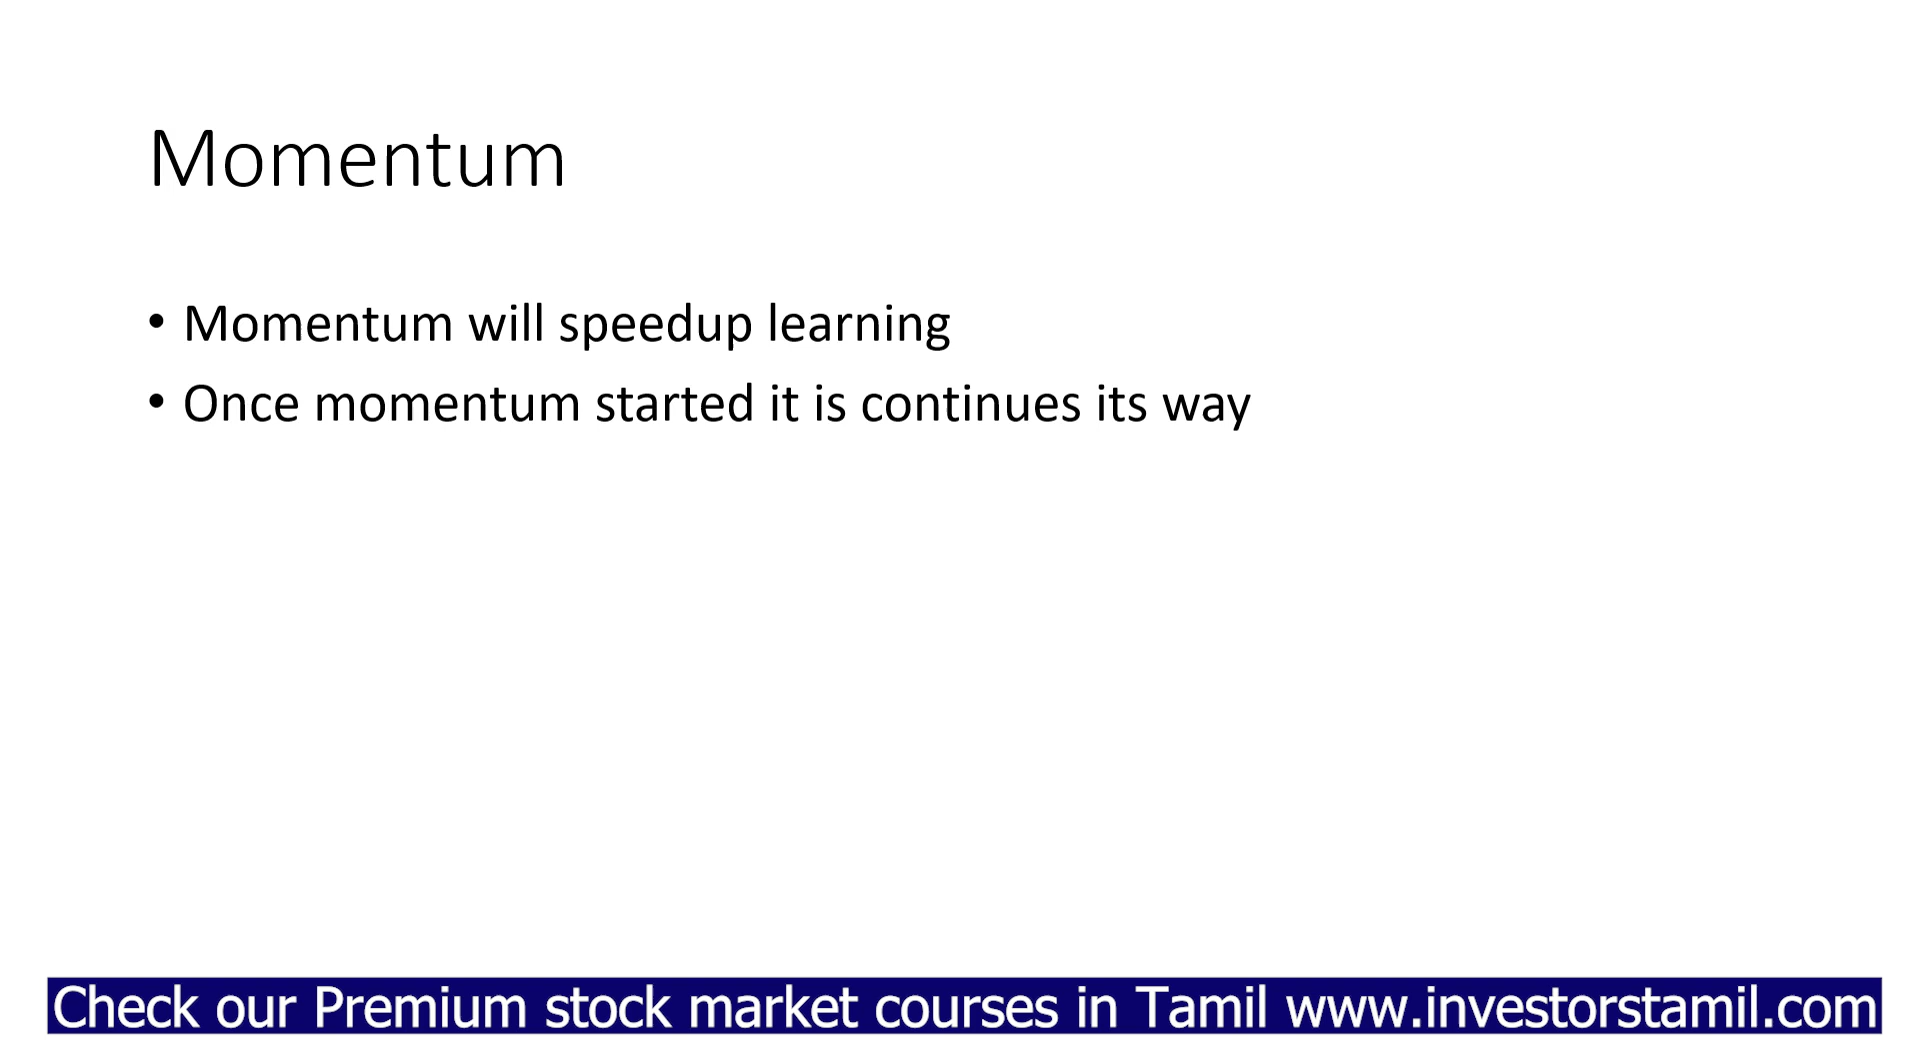 Momentum
• Momentum will speedup learning
• Once momentum started it is continues its way
Check our Premium stock market courses in Tamil www.investorstamil.com